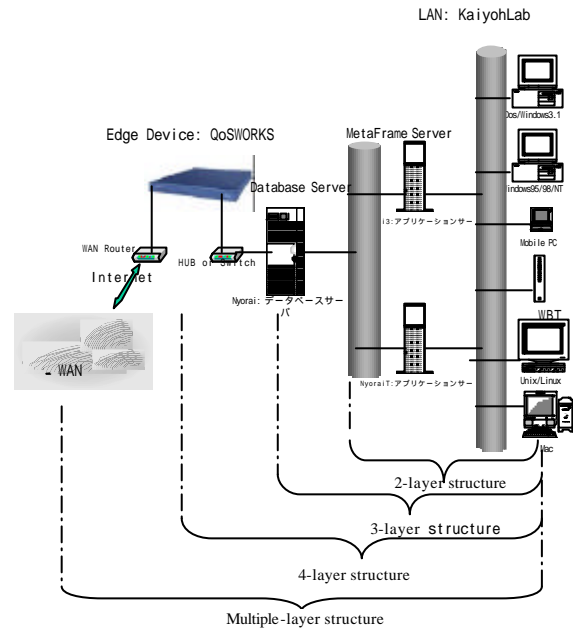 LAN: KaiyohLab
Dos/Windows3.1
Edge Device: QoSWORKS
MetaFrame Server
Windows95/98/NT
Database Server
i3:アプリケーションサー
Mobile PC
WAN Router
HUB or Switch
Internet
Nyorai: データベースサー
バ
WBT
- WAN
NyoraiT:アプリケーションサー
Unix/Linux
Mac
2-layer structure
3-layer structure
4-layer structure
Multiple-layer structure